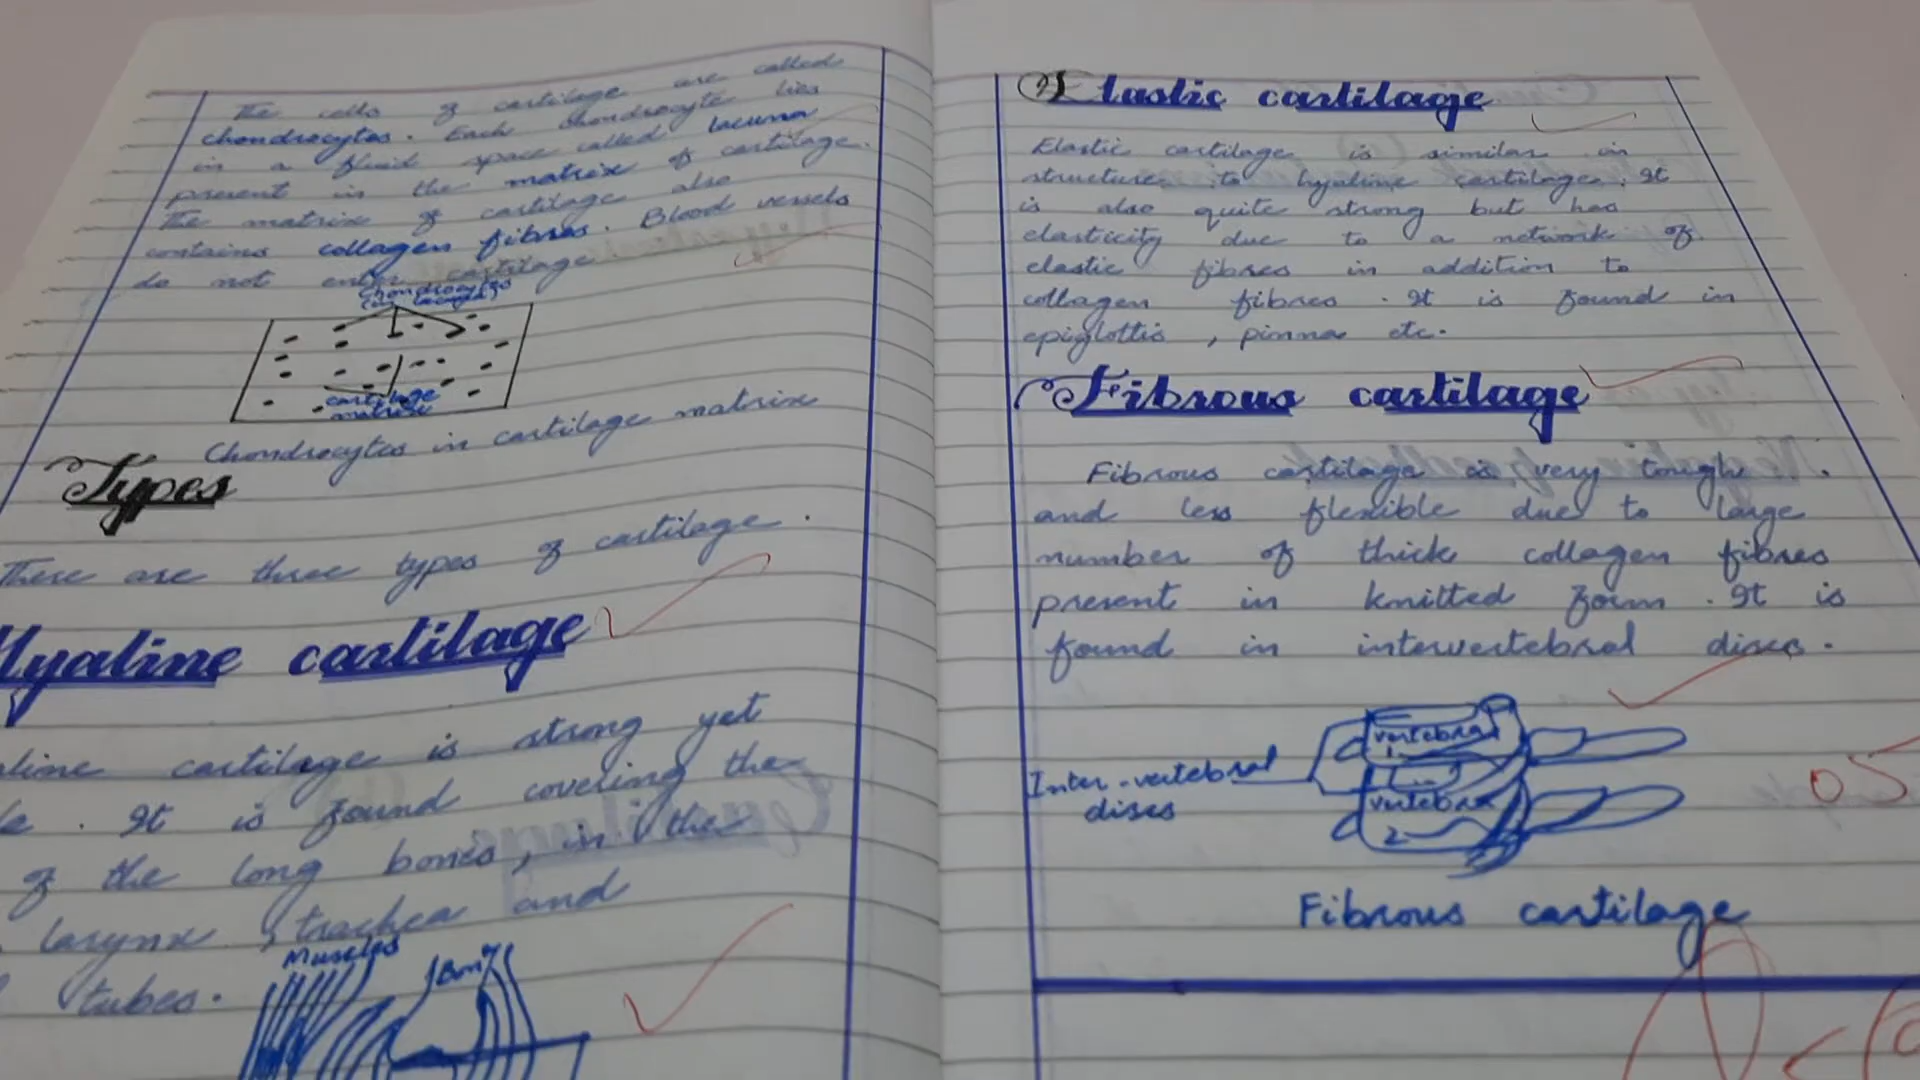 The cells of cartilage are called
chondrocytes. Each chondrocyte lies
in a fluid space called lacuna
present in the matrix of cartilage.
The matrix of cartilage also
contains collagen fibres. Blood vessels
do not enter cartilage.
Chondrocytes
(in lacuna)
cartilage
matrix
Chondrocytes in cartilage matrix
Types
There are three types of cartilage.
Hyaline cartilage
cartilage is strong yet
It is found covering the
of the long bones, in the
larynx, trachea and
tubes.
Muscles
Bone
Elastic cartilage
Elastic cartilage is similar in
structure to hyaline cartilage. It
is also quite strong but has
elasticity due to a network of
elastic fibres in addition to
collagen fibres. It is found in
epiglottis, pinna etc.
Fibrous cartilage
Fibrous cartilage is very tough
and less flexible due to large
number of thick collagen fibres
present in knitted form. It is
found in intervertebral discs.
Inter-vertebral
discs
vertebra
1
vertebra
2
05
Fibrous cartilage